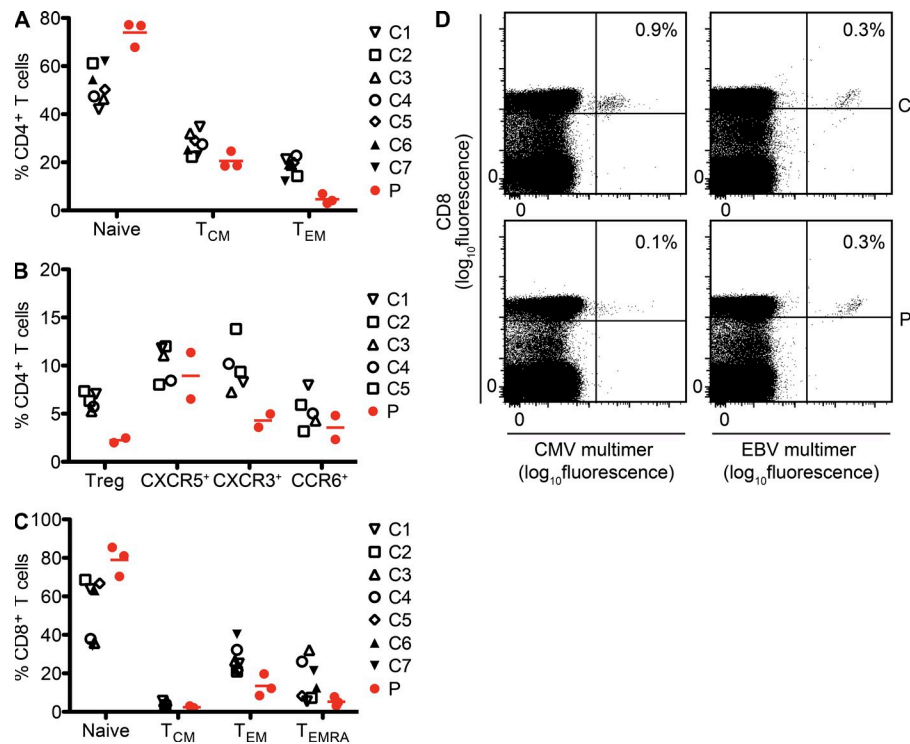 A
% CD4+ T cells
80
60
40
20
0
Naive
TCM
TEM
C1
C2
C3
C4
C5
C6
C7
P
B
% CD4+ T cells
20
15
10
5
0
Treg
CXCR5+
CXCR3+
CCR6+
C1
C2
C3
C4
C5
P
C
% CD8+ T cells
100
80
60
40
20
0
Naive
TCM
TEM
TEMRA
C1
C2
C3
C4
C5
C6
C7
P
D
CD8
(log10fluorescence)
0.9%
0
0
0.3%
0
0
C
0.1%
0
0
0.3%
0
0
P
CMV multimer
(log10fluorescence)
EBV multimer
(log10fluorescence)